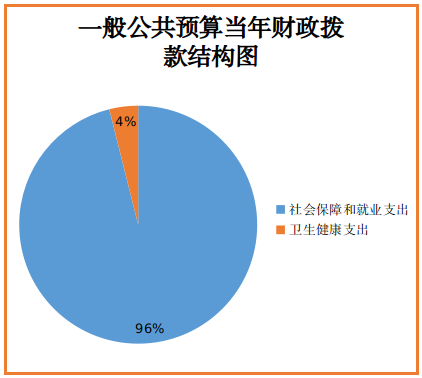 一般公共预算当年财政拨
款结构图
4%
社会保障和就业支出
卫生健康支出
96%